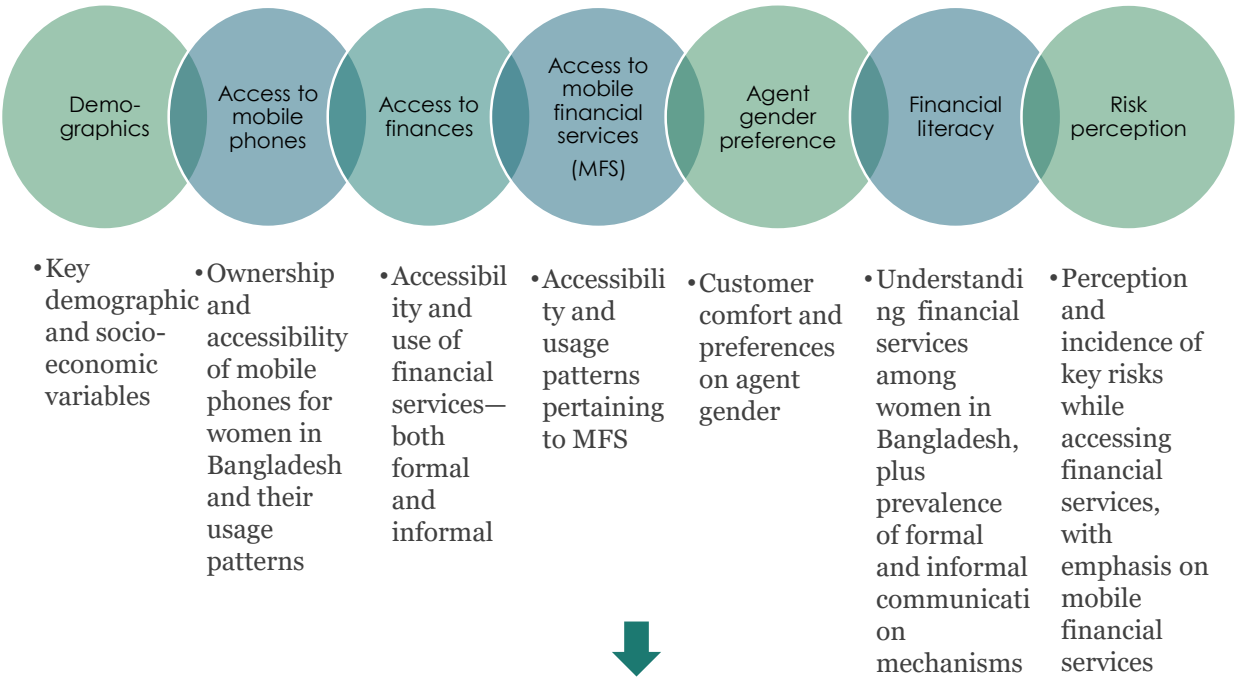 Demo-
graphics
Access to
mobile
phones
Access to
finances
Access to
mobile
financial
services
(MFS)
Agent
gender
preference
Financial
literacy
Risk
perception
•Key
demographic
and socio-
economic
variables
•Ownership
and
accessibility
of mobile
phones for
women in
Bangladesh
and their
usage
patterns
•Accessibil
ity and
use of
financial
services—
both
formal
and
informal
•Accessibili
ty and
usage
patterns
pertaining
to MFS
•Customer
comfort and
preferences
on agent
gender
•Understandi
ng financial
services
among
women in
Bangladesh,
plus
prevalence
of formal
and informal
communicati
on
mechanisms
•Perception
and
incidence of
key risks
while
accessing
financial
services,
with
emphasis on
mobile
financial
services